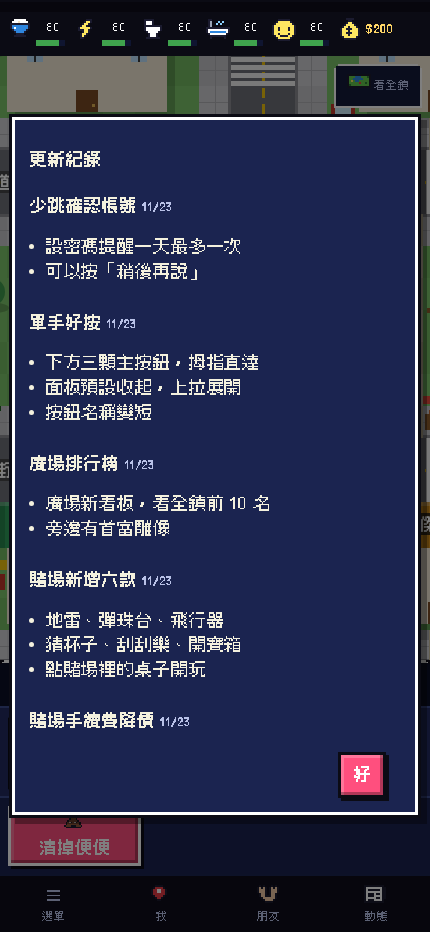 80 80 80 80 80 $200
看全鎮
更新紀錄
少跳確認帳號 11/23
• 設密碼提醒一天最多一次
• 可以按「稍後再說」
單手好按 11/23
• 下方三顆主按鈕，拇指直達
• 面板預設收起，上拉展開
• 按鈕名稱變短
廣場排行榜 11/23
• 廣場新看板，看全鎮前 10 名
• 旁邊有首富雕像
賭場新增六款 11/23
• 地雷、彈珠台、飛行器
• 猜杯子、刮刮樂、開寶箱
• 點賭場裡的桌子開玩
賭場手續費降價 11/23
好
清掉便便
選單 我 朋友 動態